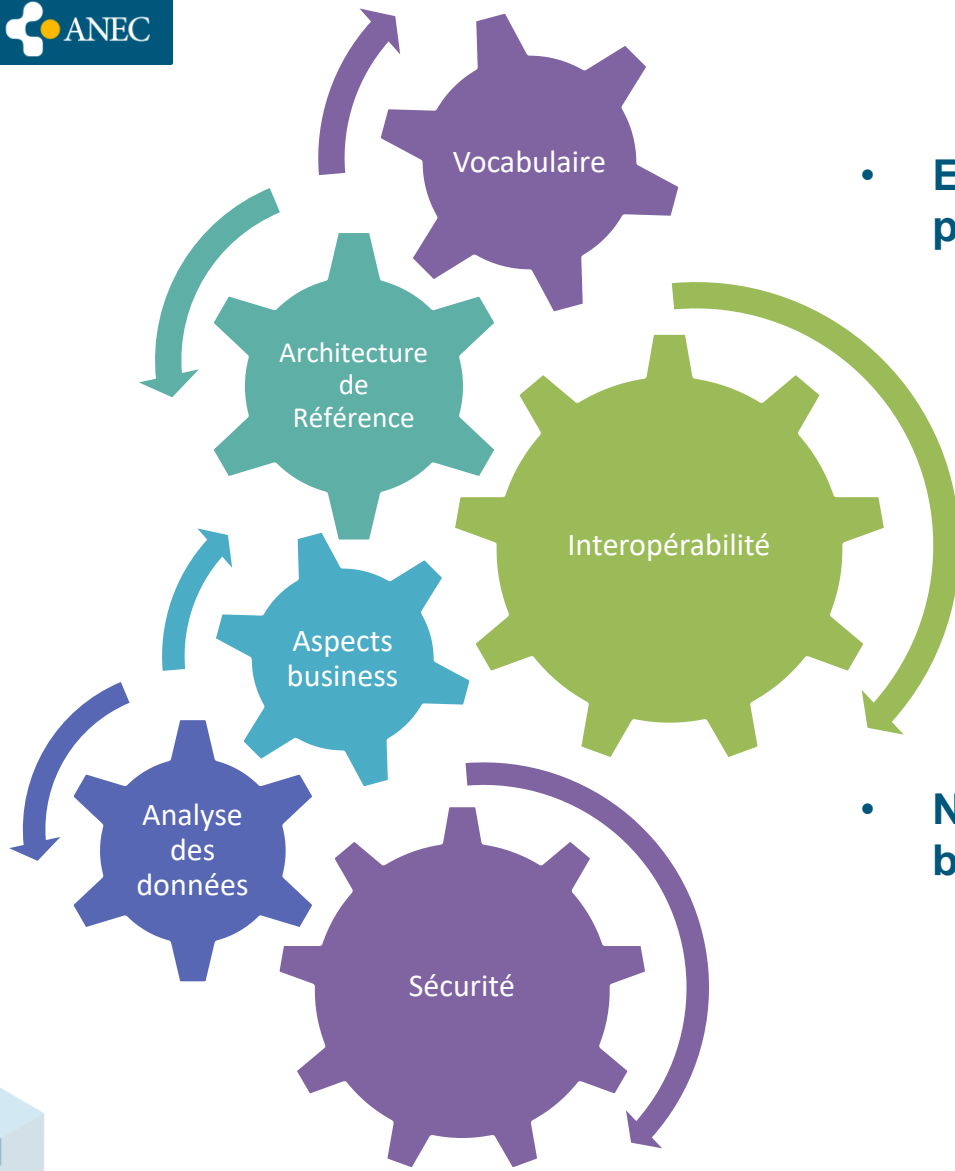 ANEC
Vocabulaire
Architecture
de
Référence
Interopérabilité
Aspects
business
Analyse
des
données
Sécurité